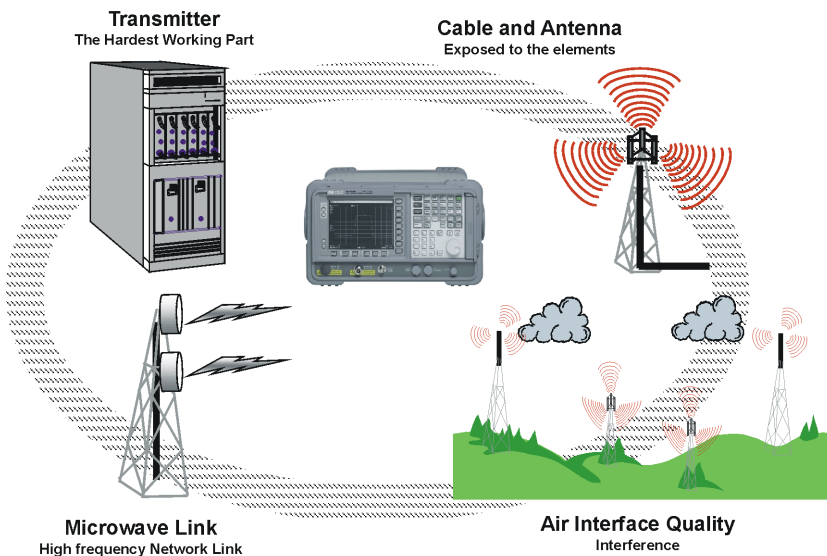 Transmitter
The Hardest Working Part
Cable and Antenna
Exposed to the elements
Microwave Link
High frequency Network Link
Air Interface Quality
Interference